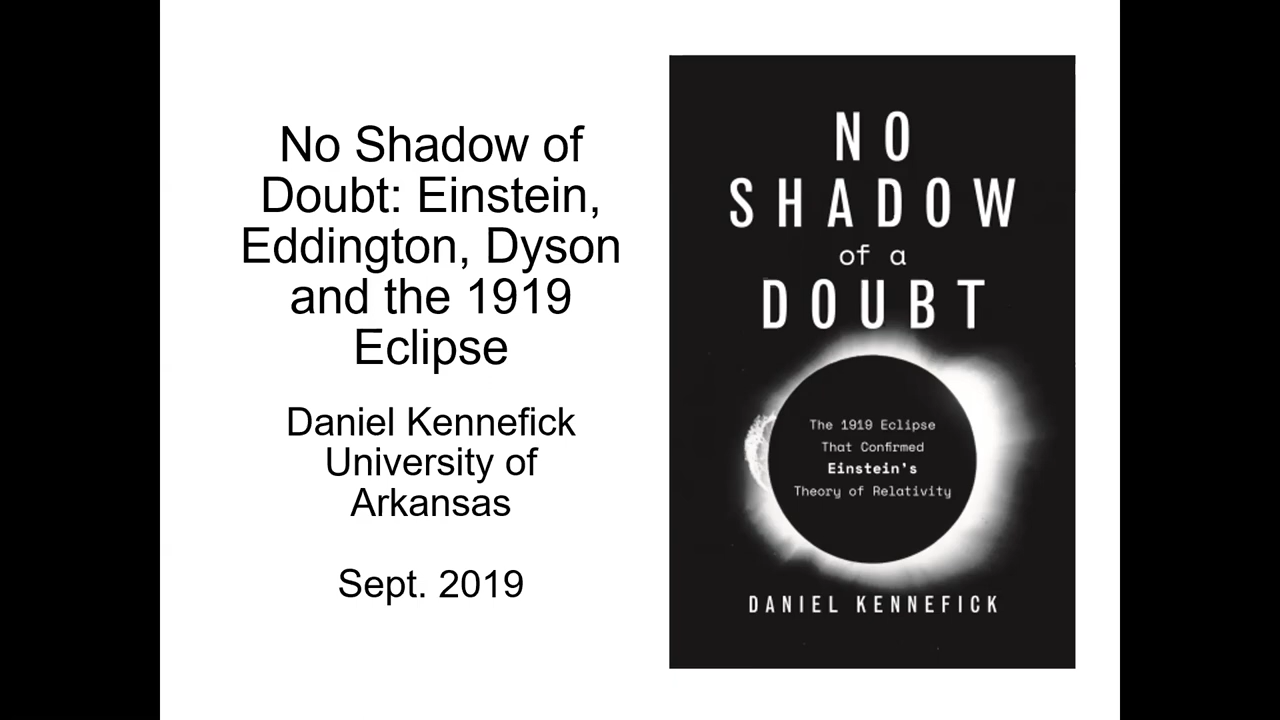 No Shadow of
Doubt: Einstein,
Eddington, Dyson
and the 1919
Eclipse
Daniel Kennefick
University of
Arkansas
Sept. 2019
NO
SHADOW
of a
DOUBT
The 1919 Eclipse
That Confirmed
Einstein's
Theory of Relativity
DANIEL KENNEFICK